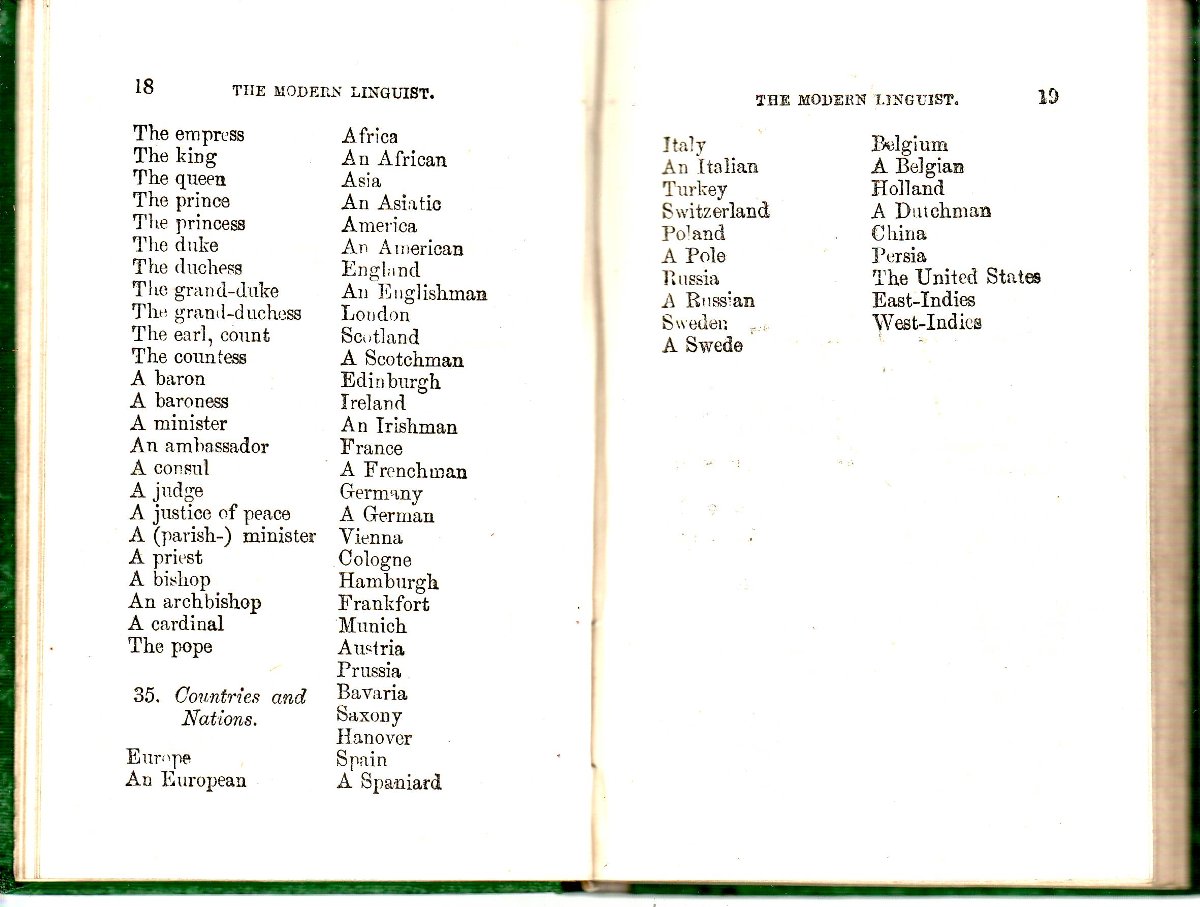 18
THE MODERN LINGUIST.
The empress
The king
The queen
The prince
The princess
The duke
The duchess
The grand-duke
The grand-duchess
The earl, count
The countess
A baron
A baroness
A minister
An ambassador
A consul
A judge
A justice of peace
A (parish-) minister
A priest
A bishop
An archbishop
A cardinal
The pope
35. Countries and
Nations.
Europe
An European
Africa
An African
Asia
An Asiatic
America
An American
England
An Englishman
London
Scotland
A Scotchman
Edinburgh
Ireland
An Irishman
France
A Frenchman
Germany
A German
Vienna
Cologne
Hamburgh
Frankfort
Munich
Austria
Prussia
Bavaria
Saxony
Hanover
Spain
A Spaniard
THE MODERN LINGUIST.
19
Italy
An Italian
Turkey
Switzerland
Poland
A Pole
Russia
A Russian
Sweden
A Swede
Belgium
A Belgian
Holland
A Dutchman
China
Persia
The United States
East-Indies
West-Indies